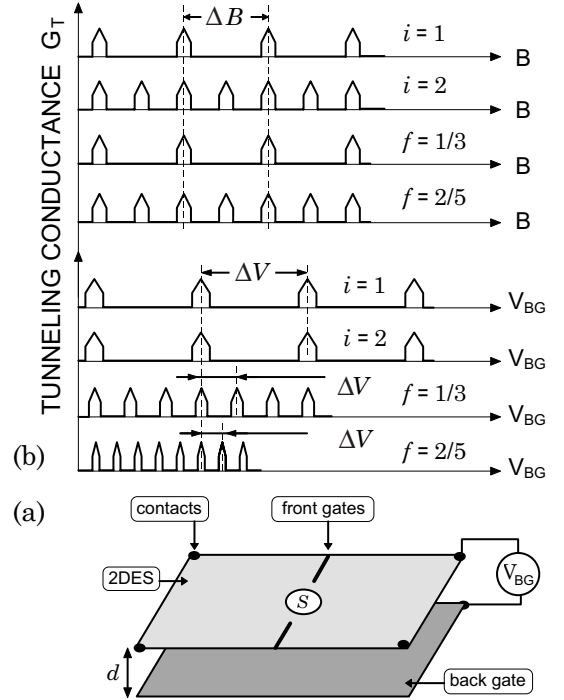 TUNNELING CONDUCTANCE G_T
ΔB
i = 1
B
i = 2
B
f = 1/3
B
f = 2/5
B
ΔV
i = 1
V_BG
i = 2
V_BG
ΔV
f = 1/3
V_BG
ΔV
f = 2/5
V_BG
(b)
(a)
contacts
front gates
2DES
S
V_BG
d
back gate